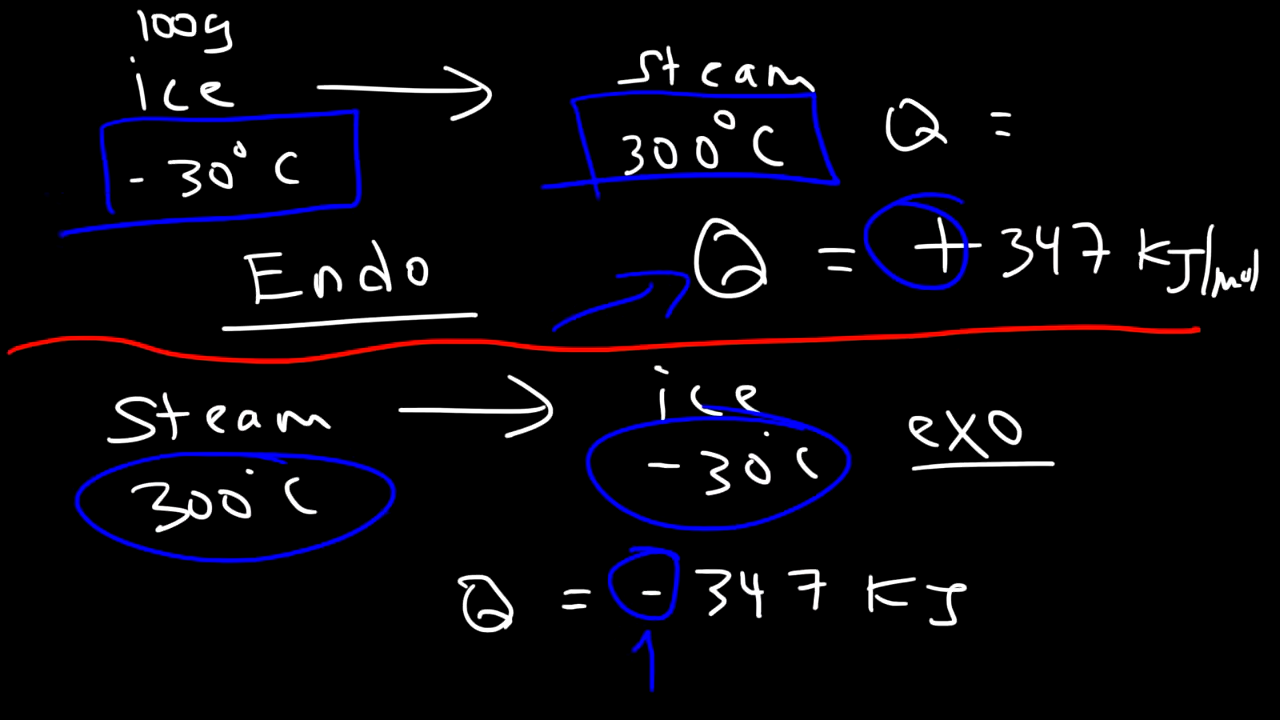 100g
ice → steam
-30°C 300°C Q =
Endo Q = +347 KJ/mol
Steam → ice exo
300°C -30°C
Q = -347 KJ